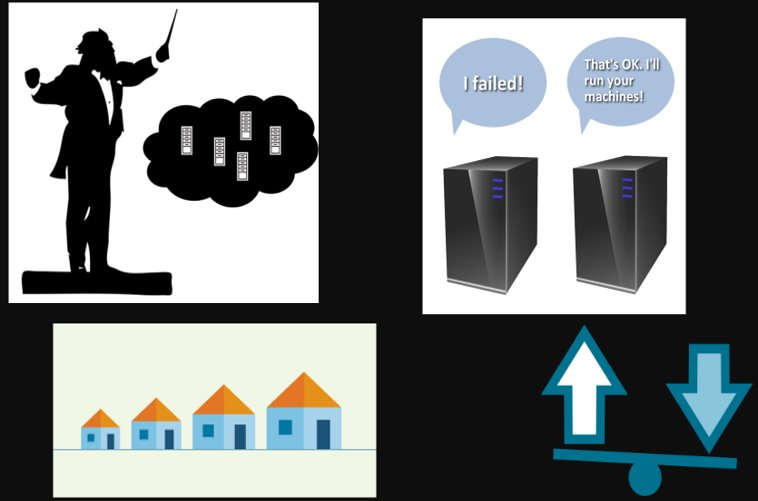 I failed!
That's OK. I'll
run your
machines!